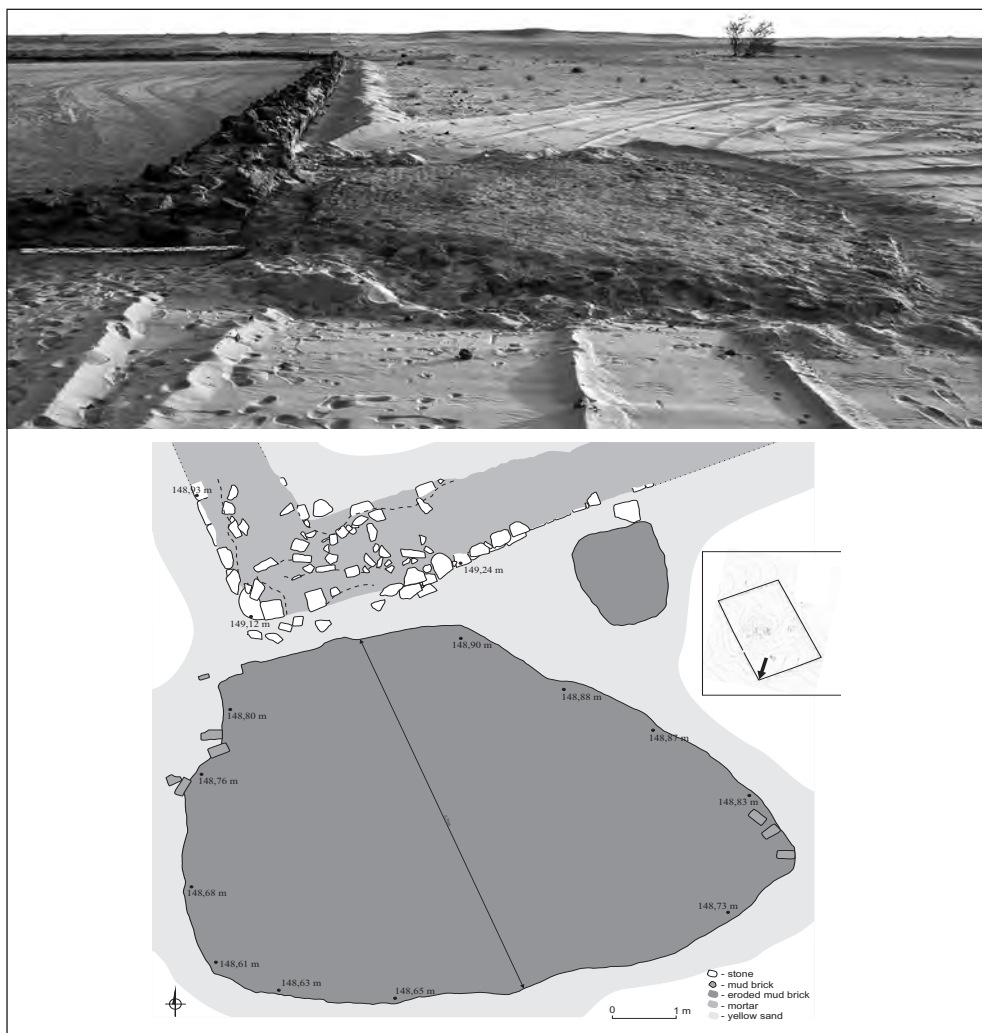 148,93 m
149,24 m
149,12 m
148,90 m
148,88 m
148,80 m
148,87 m
148,76 m
148,83 m
148,68 m
148,73 m
148,61 m
148,63 m
148,65 m
- stone
- mud brick
- eroded mud brick
- mortar
- yellow sand
0 1 m